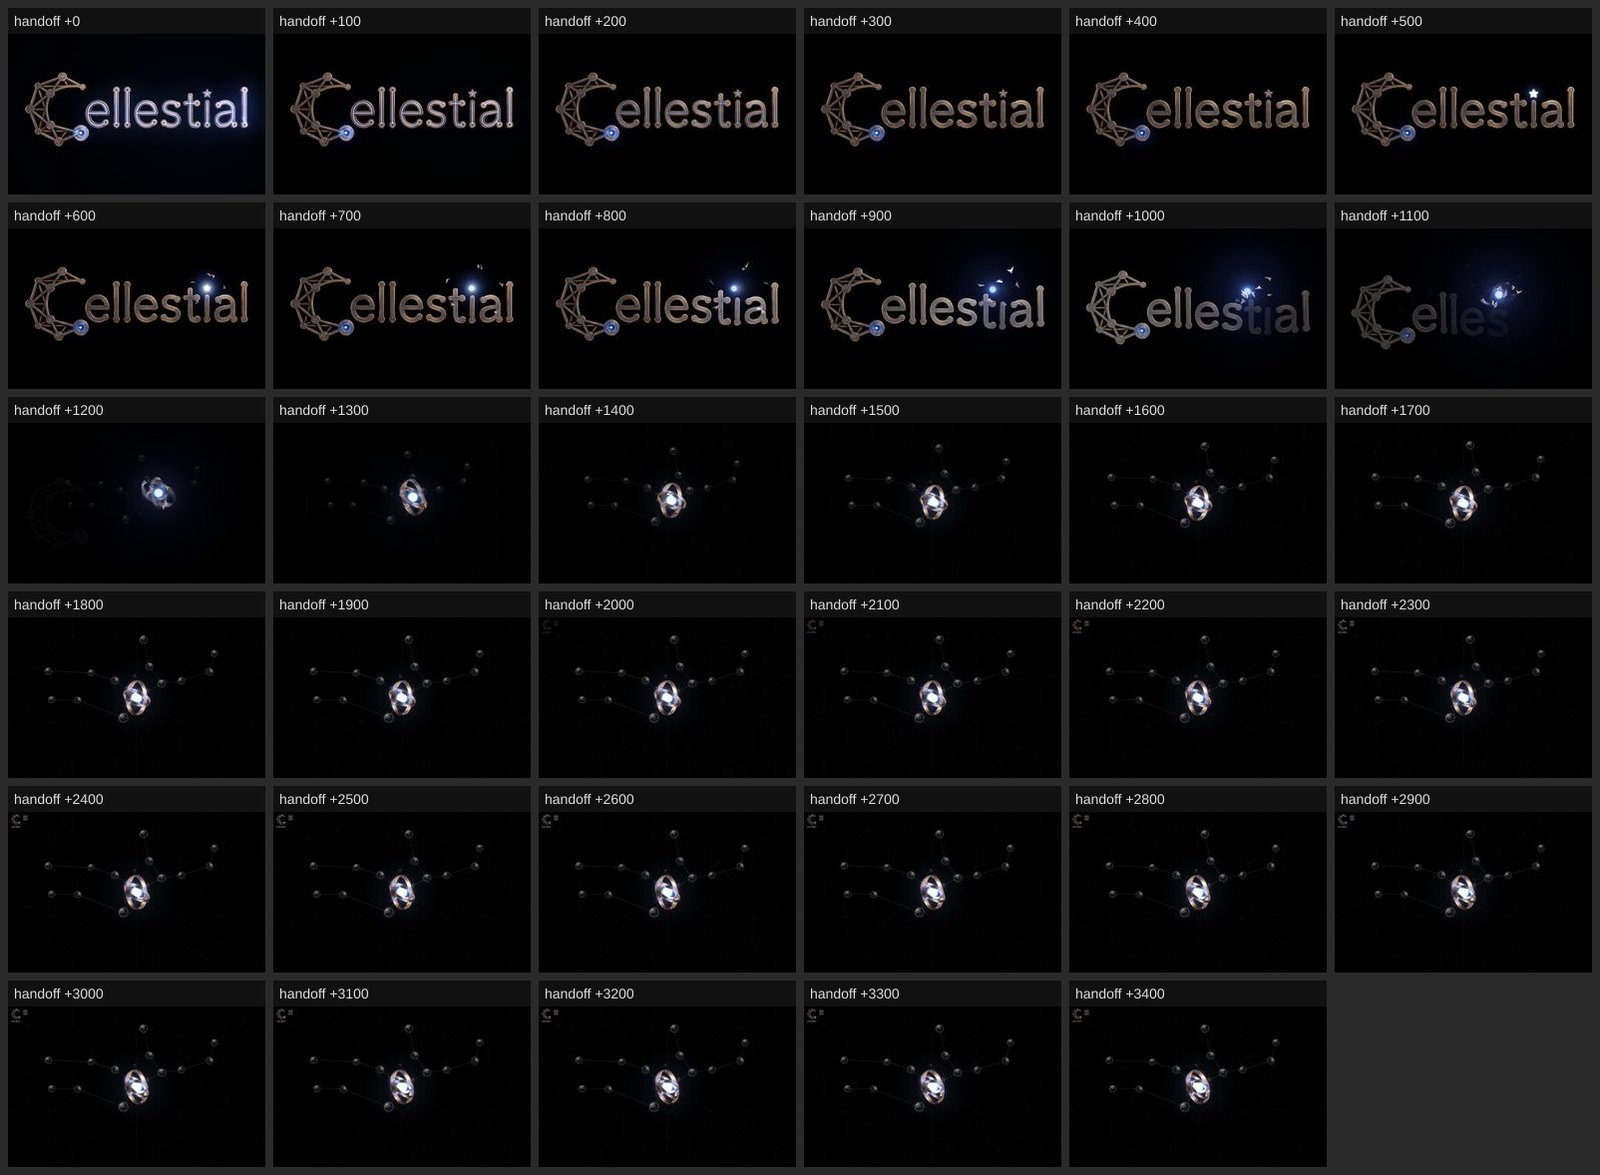 handoff +0
handoff +100
handoff +200
handoff +300
handoff +400
handoff +500
Cellestial
Cellestial
Cellestial
Cellestial
Cellestial
Cellestial
handoff +600
handoff +700
handoff +800
handoff +900
handoff +1000
handoff +1100
Cellestial
Cellestial
Cellestial
Cellestial
Cellestial
Celles
handoff +1200
handoff +1300
handoff +1400
handoff +1500
handoff +1600
handoff +1700
handoff +1800
handoff +1900
handoff +2000
handoff +2100
handoff +2200
handoff +2300
handoff +2400
handoff +2500
handoff +2600
handoff +2700
handoff +2800
handoff +2900
handoff +3000
handoff +3100
handoff +3200
handoff +3300
handoff +3400